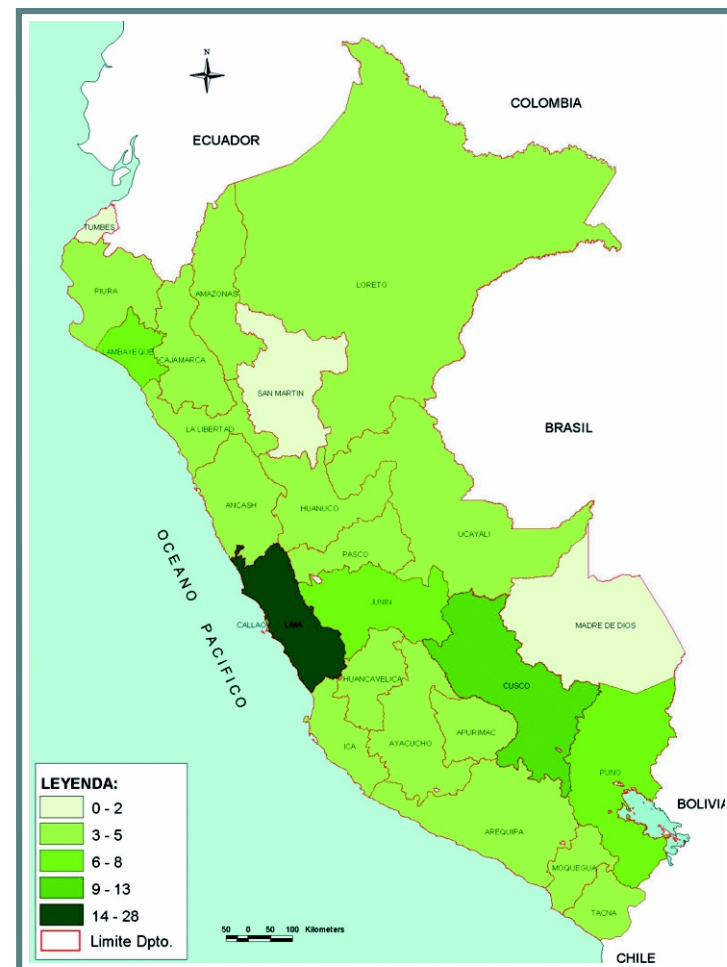 N
COLOMBIA
ECUADOR
TUMBES
PIURA
AMAZONAS
LORETO
LAMBAYEQUE
CAJAMARCA
SAN MARTIN
LA LIBERTAD
BRASIL
ANCASH
HUANUCO
UCAYALI
PASCO
OCEANO PACIFICO
JUNIN
CALLAO
LIMA
MADRE DE DIOS
HUANCAVELICA
CUSCO
APURIMAC
ICA
AYACUCHO
PUNO
BOLIVIA
AREQUIPA
MOQUEGUA
TACNA
CHILE
LEYENDA:
0 - 2
3 - 5
6 - 8
9 - 13
14 - 28
Limite Dpto.
50 0 50 100 Kilometers